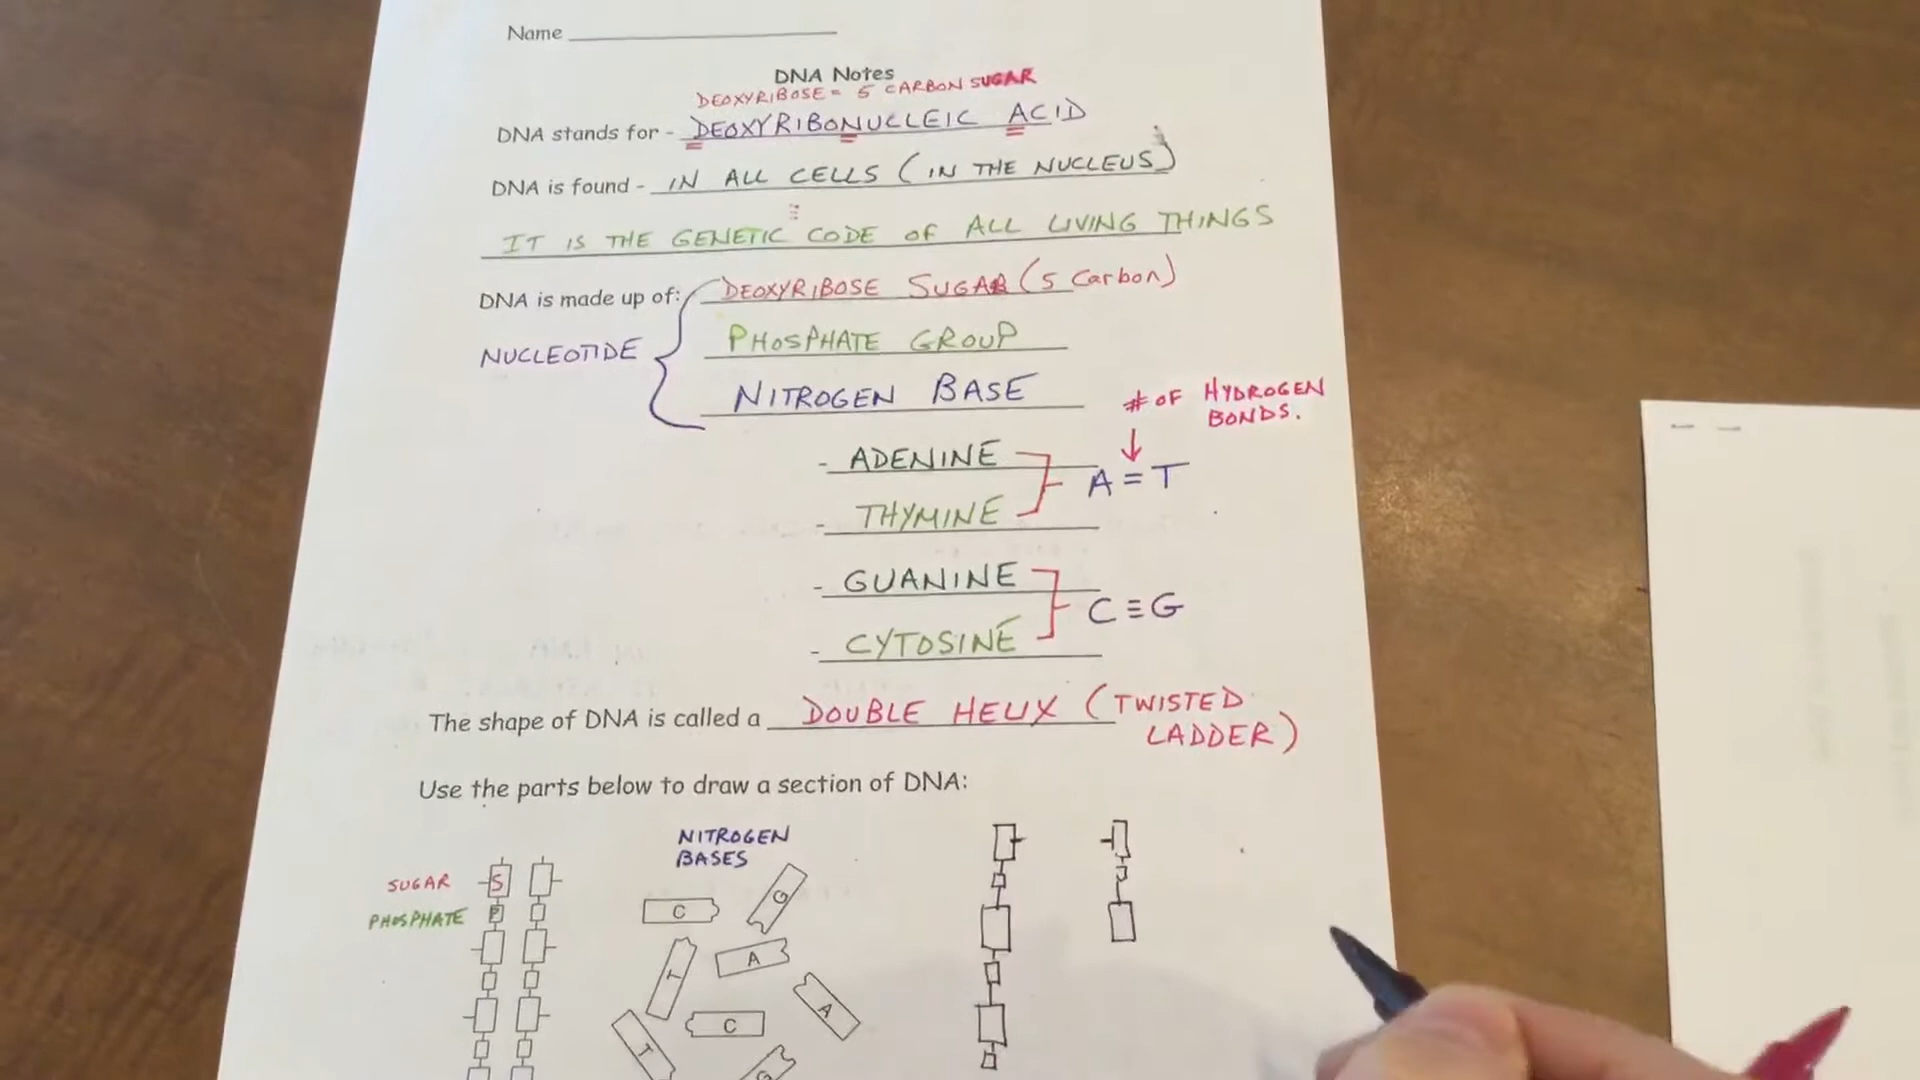 Name
DNA Notes
DEOXYRIBOSE = 5 CARBON SUGAR
DNA stands for - DEOXYRIBONUCLEIC ACID
DNA is found - IN ALL CELLS (IN THE NUCLEUS)
IT IS THE GENETIC CODE OF ALL LIVING THINGS
DNA is made up of: DEOXYRIBOSE SUGAR (5 Carbon)
PHOSPHATE GROUP
NUCLEOTIDE
NITROGEN BASE
# OF HYDROGEN
BONDS.
- ADENINE
A = T
- THYMINE
- GUANINE
C ≡ G
- CYTOSINE
The shape of DNA is called a DOUBLE HELIX (TWISTED
LADDER)
Use the parts below to draw a section of DNA:
NITROGEN
BASES
SUGAR S
PHOSPHATE P
C G
T A
A
C
T
G